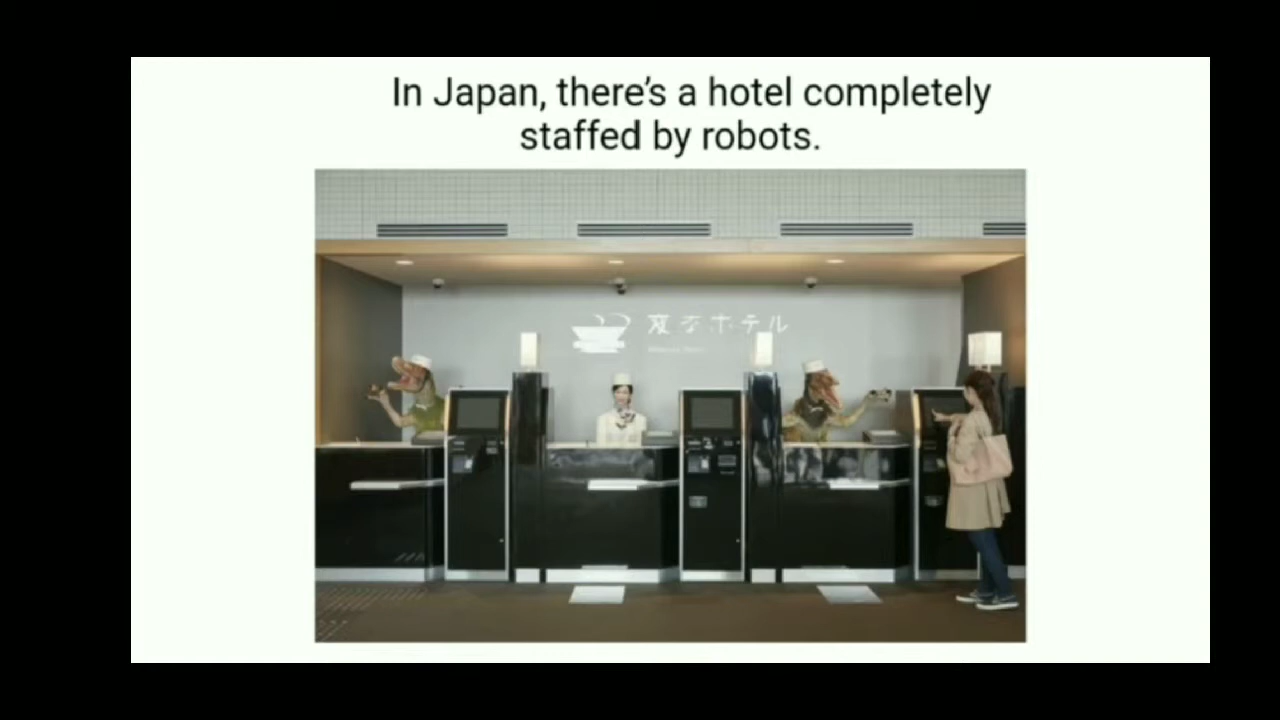 In Japan, there's a hotel completely
staffed by robots.
変なホテル